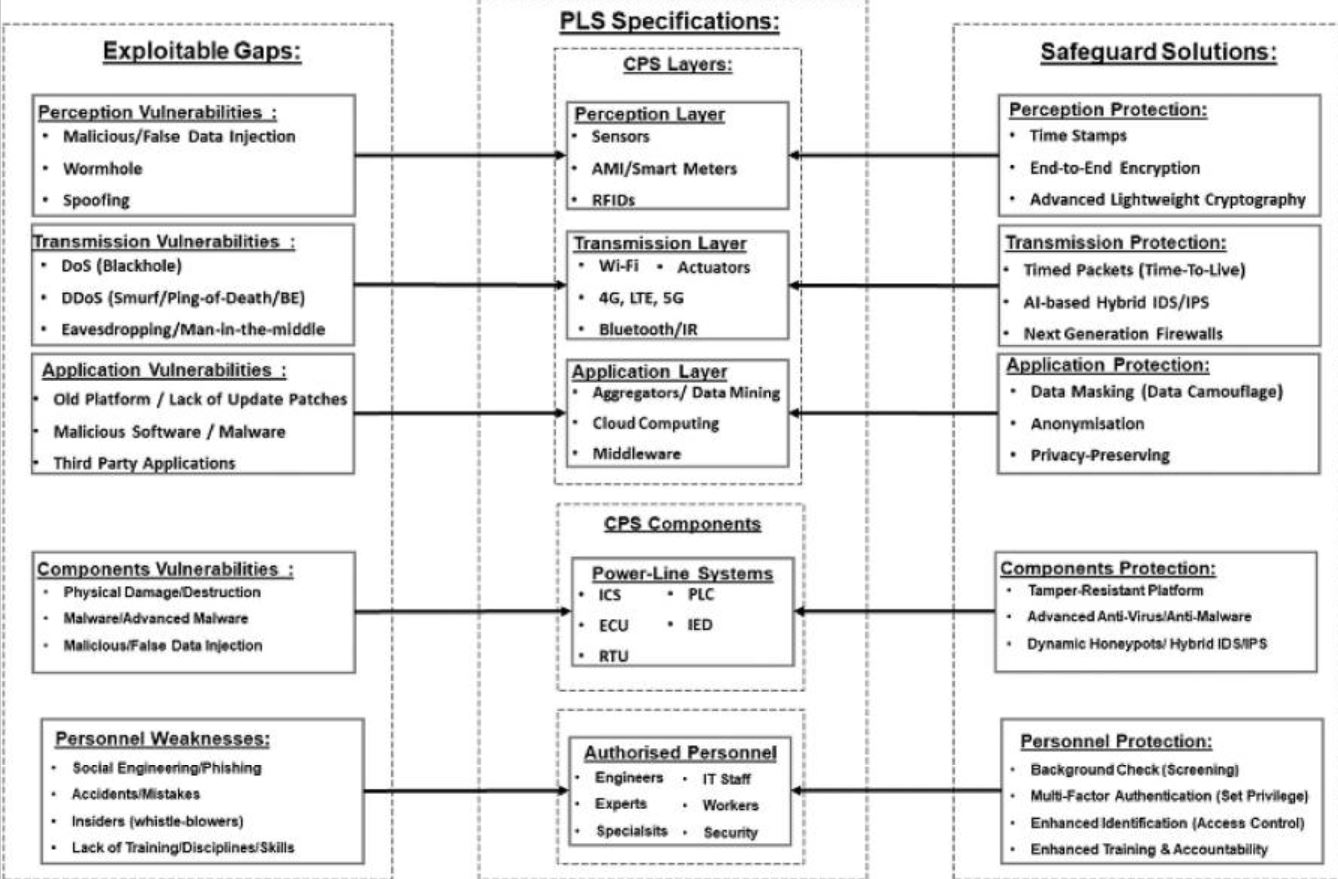 Exploitable Gaps:
Perception Vulnerabilities :
• Malicious/False Data Injection
• Wormhole
• Spoofing
Transmission Vulnerabilities :
• DoS (Blackhole)
• DDoS (Smurf/Ping-of-Death/BE)
• Eavesdropping/Man-in-the-middle
Application Vulnerabilities :
• Old Platform / Lack of Update Patches
• Malicious Software / Malware
• Third Party Applications
Components Vulnerabilities :
• Physical Damage/Destruction
• Malware/Advanced Malware
• Malicious/False Data Injection
Personnel Weaknesses:
• Social Engineering/Phishing
• Accidents/Mistakes
• Insiders (whistle-blowers)
• Lack of Training/Disciplines/Skills
PLS Specifications:
CPS Layers:
Perception Layer
• Sensors
• AMI/Smart Meters
• RFIDs
Transmission Layer
• Wi-Fi • Actuators
• 4G, LTE, 5G
• Bluetooth/IR
Application Layer
• Aggregators/ Data Mining
• Cloud Computing
• Middleware
CPS Components
Power-Line Systems
• ICS • PLC
• ECU • IED
• RTU
Authorised Personnel
• Engineers • IT Staff
• Experts • Workers
• Specialsits • Security
Safeguard Solutions:
Perception Protection:
• Time Stamps
• End-to-End Encryption
• Advanced Lightweight Cryptography
Transmission Protection:
• Timed Packets (Time-To-Live)
• AI-based Hybrid IDS/IPS
• Next Generation Firewalls
Application Protection:
• Data Masking (Data Camouflage)
• Anonymisation
• Privacy-Preserving
Components Protection:
• Tamper-Resistant Platform
• Advanced Anti-Virus/Anti-Malware
• Dynamic Honeypots/ Hybrid IDS/IPS
Personnel Protection:
• Background Check (Screening)
• Multi-Factor Authentication (Set Privilege)
• Enhanced Identification (Access Control)
• Enhanced Training & Accountability